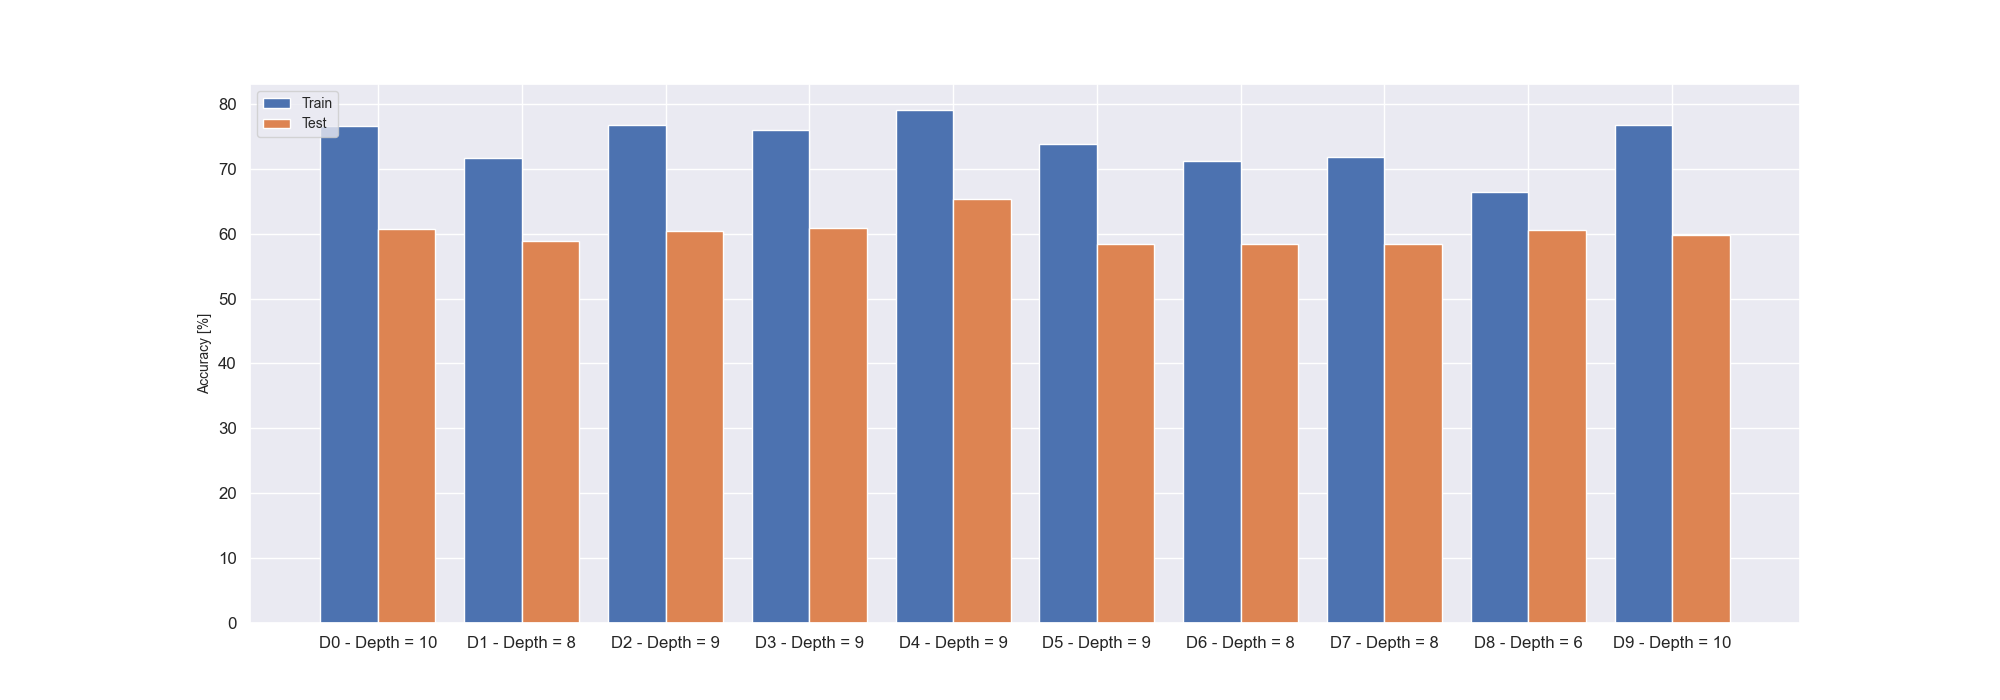 Train
Test
Accuracy [%]
80
70
60
50
40
30
20
10
0
D0 - Depth = 10
D1 - Depth = 8
D2 - Depth = 9
D3 - Depth = 9
D4 - Depth = 9
D5 - Depth = 9
D6 - Depth = 8
D7 - Depth = 8
D8 - Depth = 6
D9 - Depth = 10